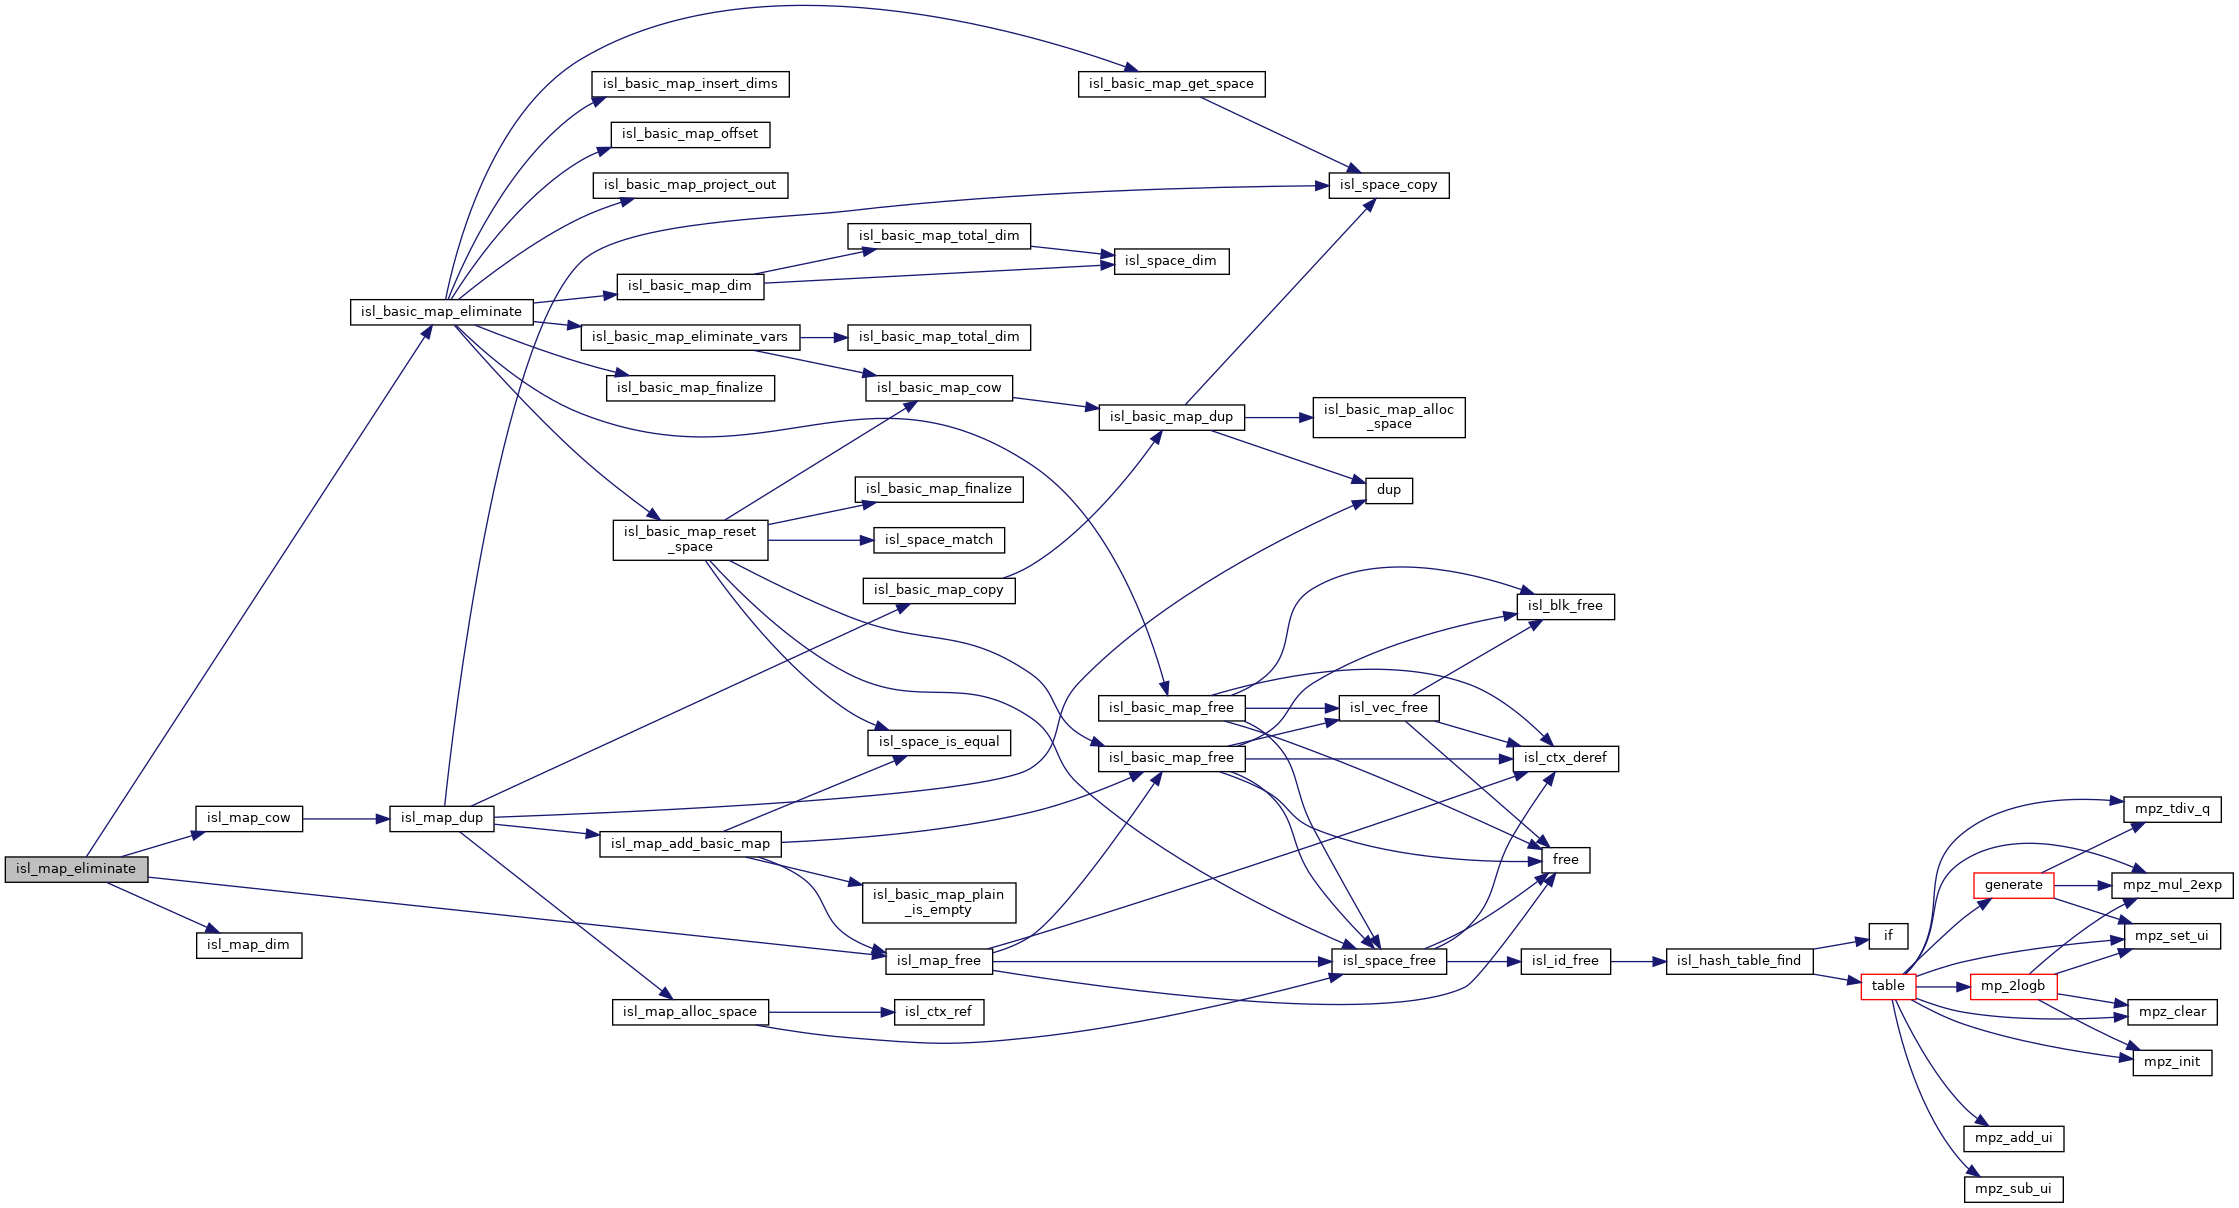 isl_map_eliminate
isl_basic_map_eliminate
isl_map_cow
isl_map_dim
isl_map_dup
isl_basic_map_insert_dims
isl_basic_map_offset
isl_basic_map_project_out
isl_basic_map_dim
isl_basic_map_eliminate_vars
isl_basic_map_finalize
isl_basic_map_reset
_space
isl_map_add_basic_map
isl_map_alloc_space
isl_basic_map_total_dim
isl_basic_map_total_dim
isl_basic_map_cow
isl_basic_map_finalize
isl_space_match
isl_basic_map_copy
isl_space_is_equal
isl_basic_map_plain
_is_empty
isl_map_free
isl_ctx_ref
isl_basic_map_get_space
isl_space_dim
isl_basic_map_dup
isl_basic_map_free
isl_basic_map_free
isl_space_copy
isl_basic_map_alloc
_space
dup
isl_vec_free
isl_space_free
isl_blk_free
isl_ctx_deref
free
isl_id_free
isl_hash_table_find
if
table
generate
mp_2logb
mpz_add_ui
mpz_sub_ui
mpz_tdiv_q
mpz_mul_2exp
mpz_set_ui
mpz_clear
mpz_init